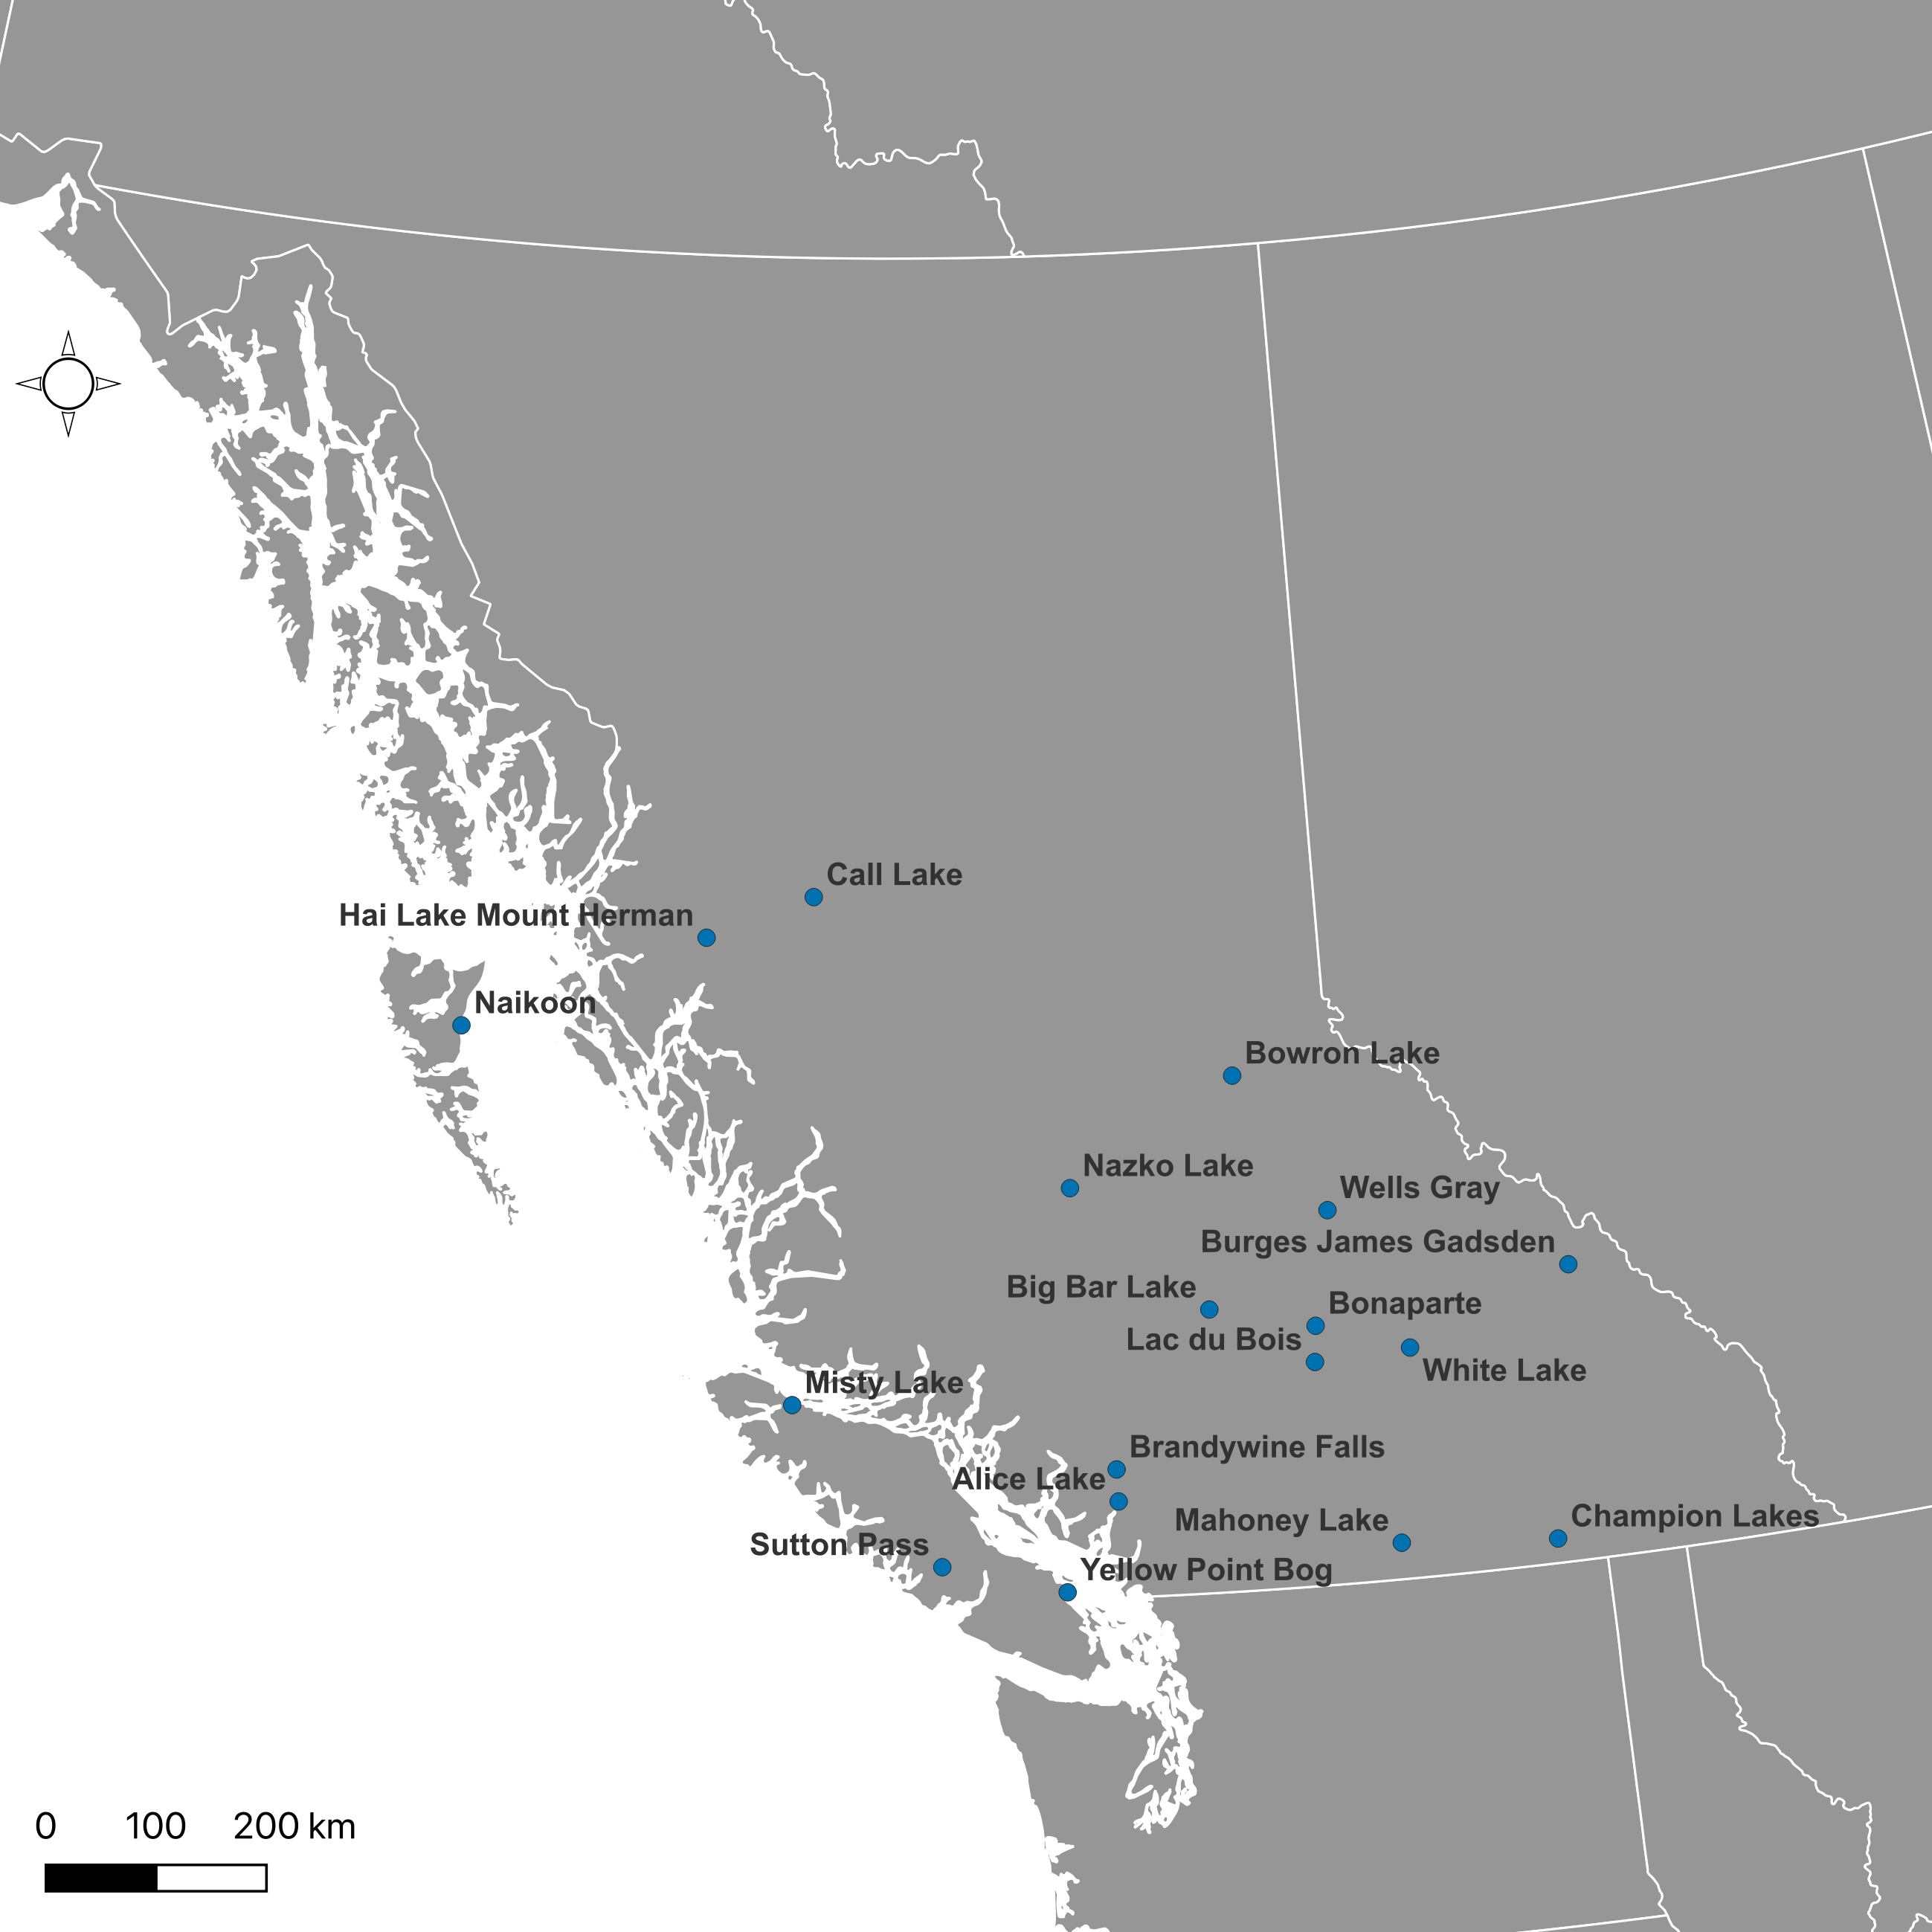 Call Lake
Hai Lake Mount Herman
Naikoon
Bowron Lake
Nazko Lake
Wells Gray
Burges James Gadsden
Big Bar Lake
Bonaparte
Lac du Bois
White Lake
Misty Lake
Brandywine Falls
Alice Lake
Mahoney Lake
Champion Lakes
Sutton Pass
Yellow Point Bog
0 100 200 km